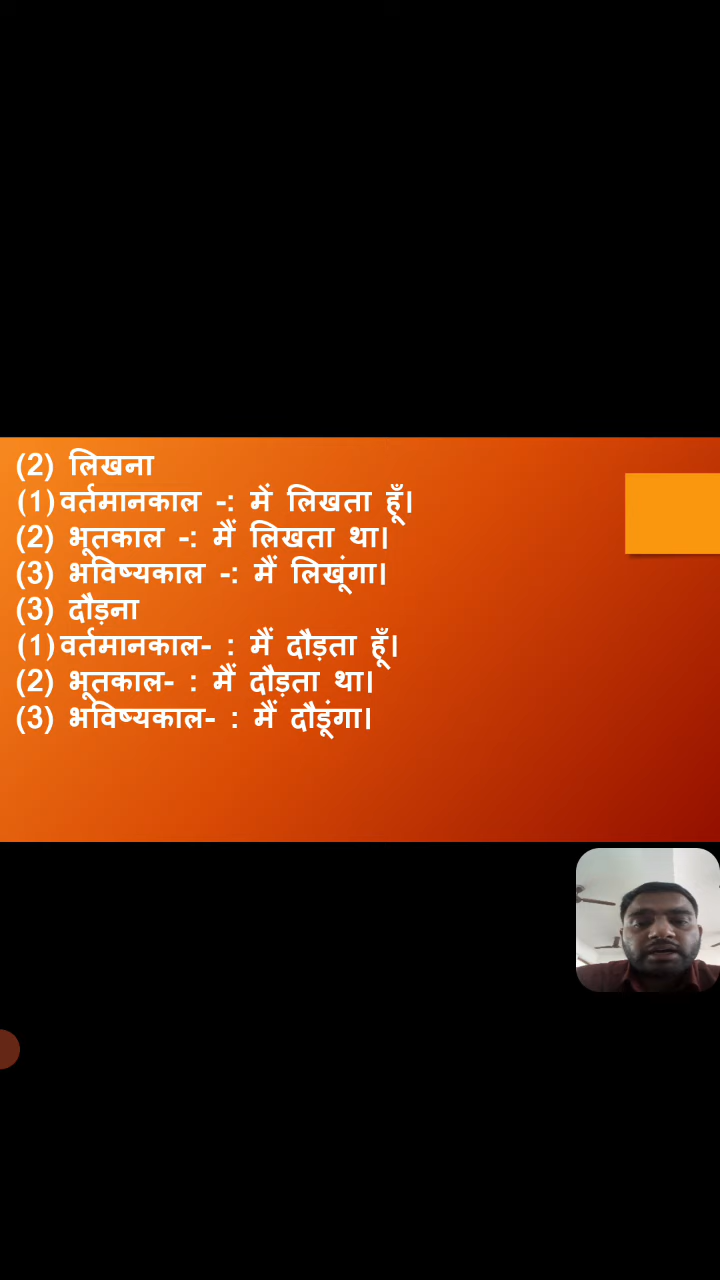 (2) लिखना
(1) वर्तमानकाल -: में लिखता हूँ।
(2) भूतकाल -: मैं लिखता था।
(3) भविष्यकाल -: मैं लिखूंगा।
(3) दौड़ना
(1) वर्तमानकाल- : मैं दौड़ता हूँ।
(2) भूतकाल- : मैं दौड़ता था।
(3) भविष्यकाल- : मैं दौडूंगा।